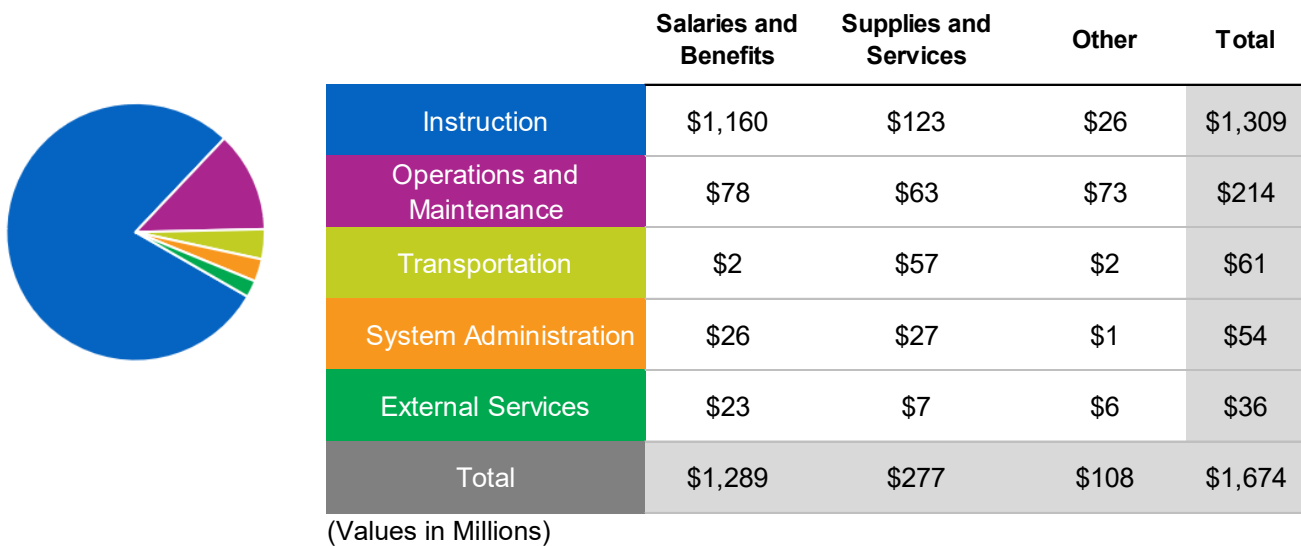 Salaries and Benefits Supplies and Services Other Total
Instruction $1,160 $123 $26 $1,309
Operations and Maintenance $78 $63 $73 $214
Transportation $2 $57 $2 $61
System Administration $26 $27 $1 $54
External Services $23 $7 $6 $36
Total $1,289 $277 $108 $1,674
(Values in Millions)